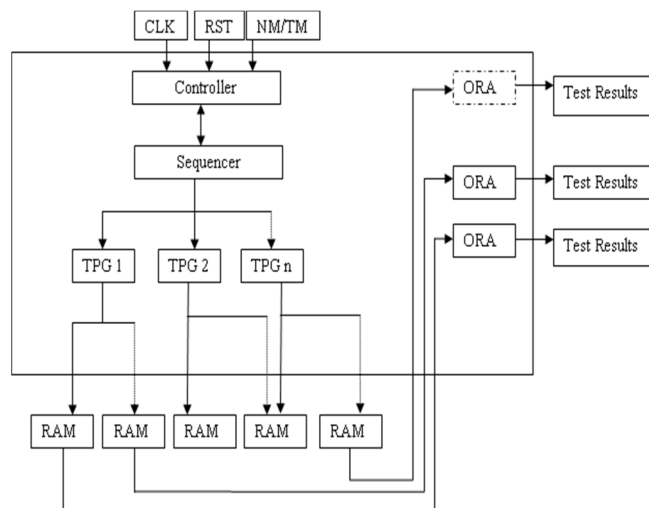 CLK
RST
NM/TM
Controller
ORA
Test Results
Sequencer
ORA
Test Results
ORA
Test Results
TPG 1
TPG 2
TPG n
RAM
RAM
RAM
RAM
RAM